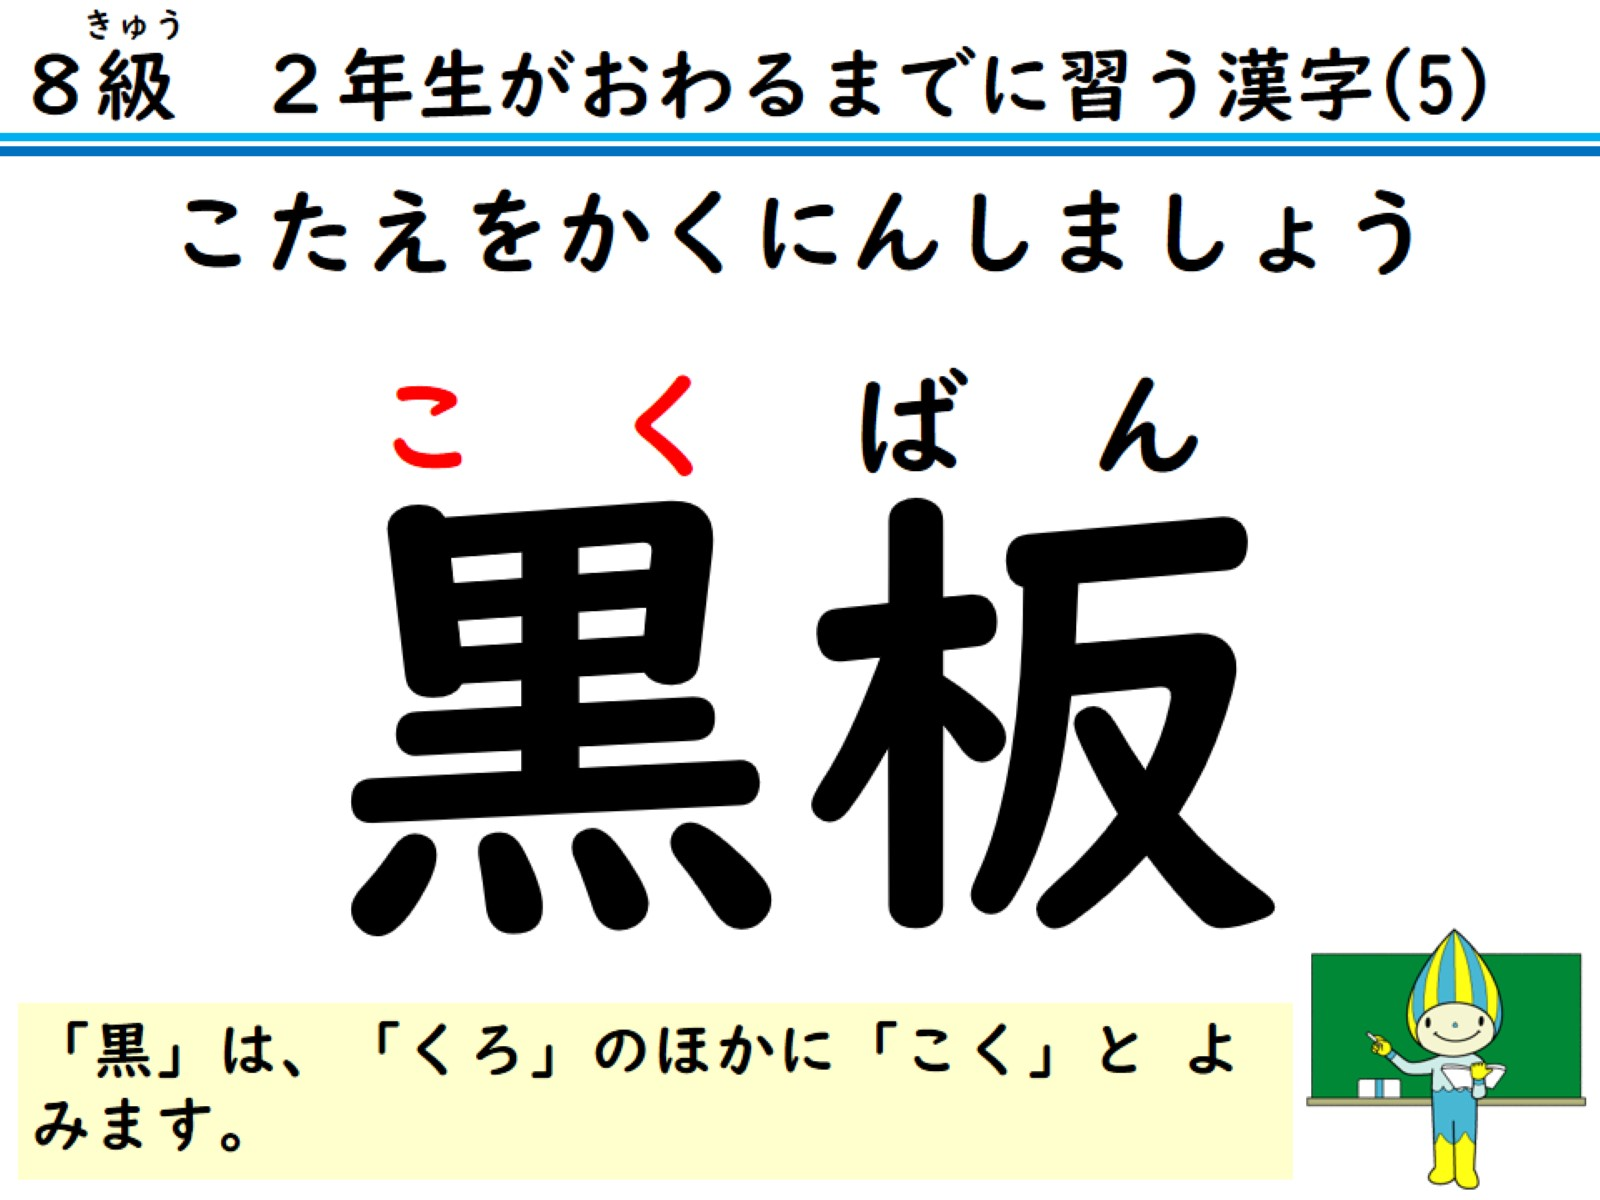 きゅう
８級　２年生がおわるまでに習う漢字(5)
こたえをかくにんしましょう
こくばん
黒板
「黒」は、「くろ」のほかに「こく」と よ
みます。